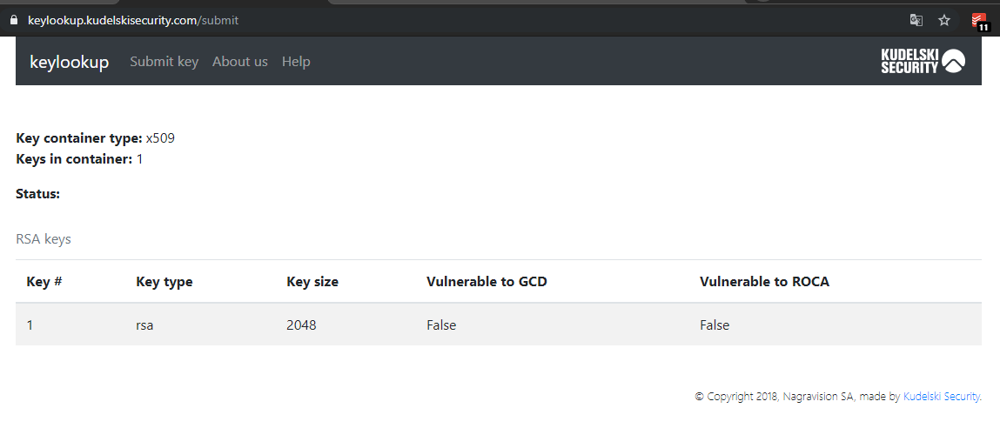 keylookup.kudelskisecurity.com/submit
11
keylookup Submit key About us Help
KUDELSKI
SECURITY
Key container type: x509
Keys in container: 1
Status:
RSA keys
Key # Key type Key size Vulnerable to GCD Vulnerable to ROCA
1 rsa 2048 False False
© Copyright 2018, Nagravision SA, made by Kudelski Security.